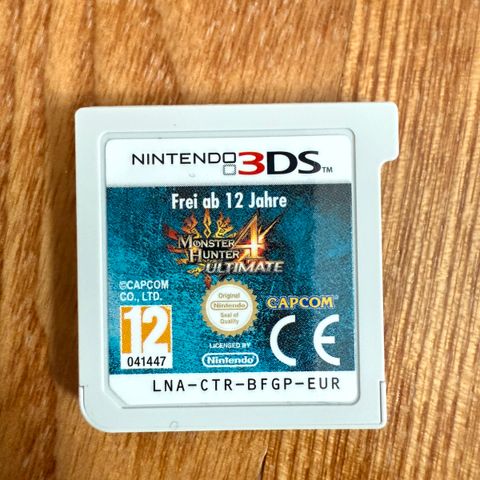 NINTENDO 3DS™
Frei ab 12 Jahre
MONSTER
HUNTER
4
ULTIMATE
©CAPCOM
CO., LTD.
Original
Nintendo
Seal of
Quality
CAPCOM
12
041447
LICENSED BY
Nintendo
CE
LNA-CTR-BFGP-EUR